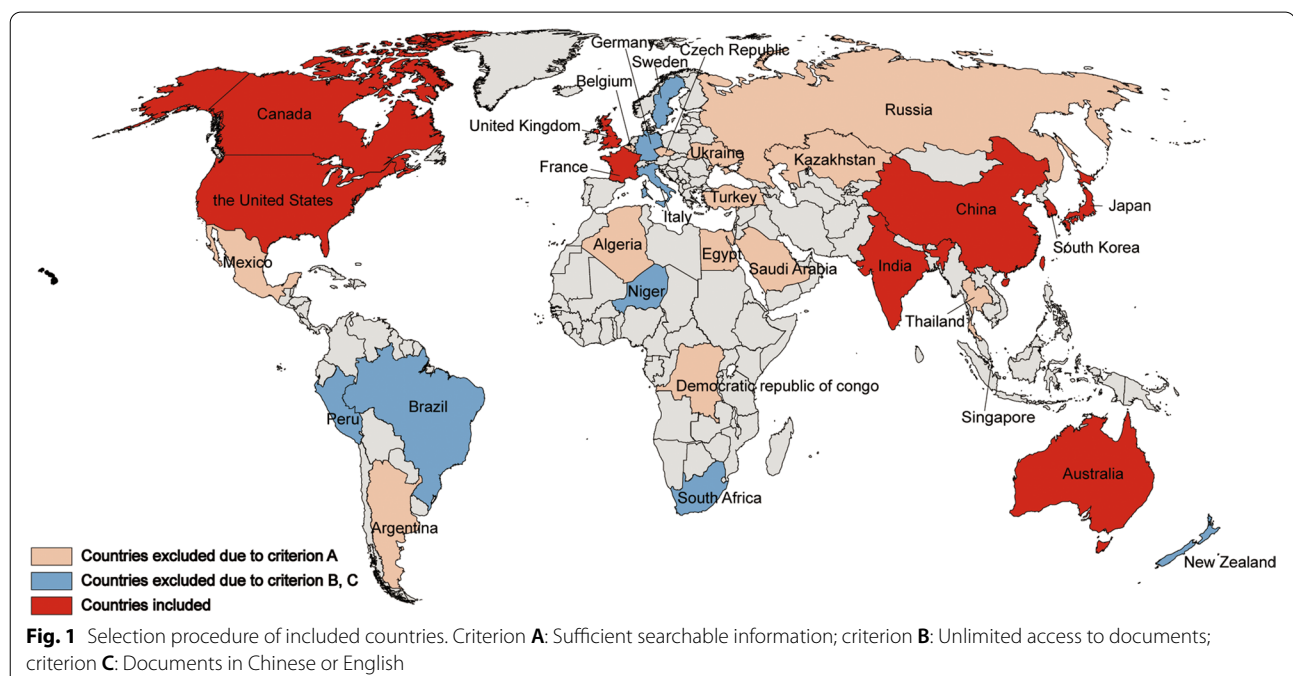 Germany
Czech Republic
Sweden
Belgium
Russia
Canada
United Kingdom
Ukraine
Kazakhstan
France
the United States
Turkey
China
Japan
Italy
Algeria
Egypt
South Korea
Mexico
Saudi Arabia
India
Niger
Thailand
Democratic republic of congo
Brazil
Peru
Singapore
Australia
South Africa
Argentina
New Zealand
Countries excluded due to criterion A
Countries excluded due to criterion B, C
Countries included
Fig. 1 Selection procedure of included countries. Criterion A: Sufficient searchable information; criterion B: Unlimited access to documents;
criterion C: Documents in Chinese or English